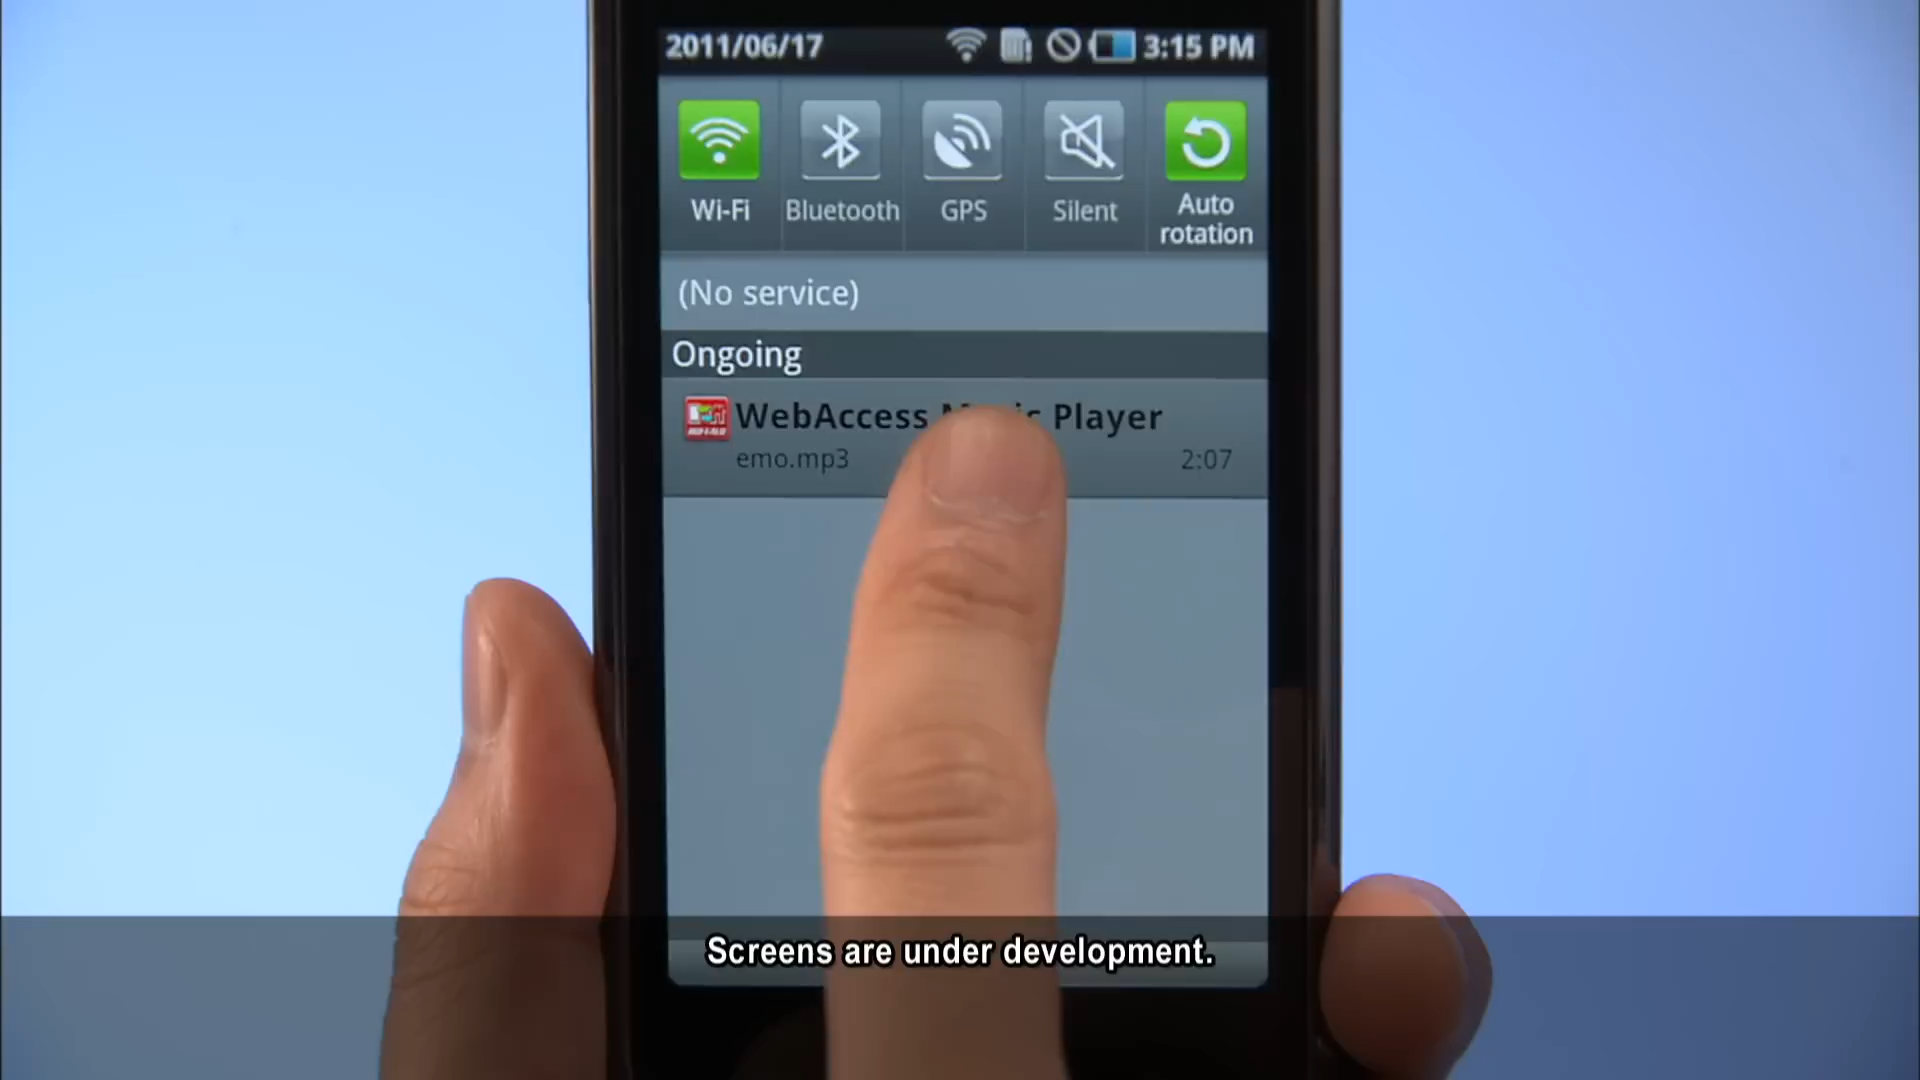 2011/06/17 3:15 PM
Wi-Fi Bluetooth GPS Silent Auto rotation
(No service)
Ongoing
WebAccess Player
emo.mp3 2:07
Screens are under development.